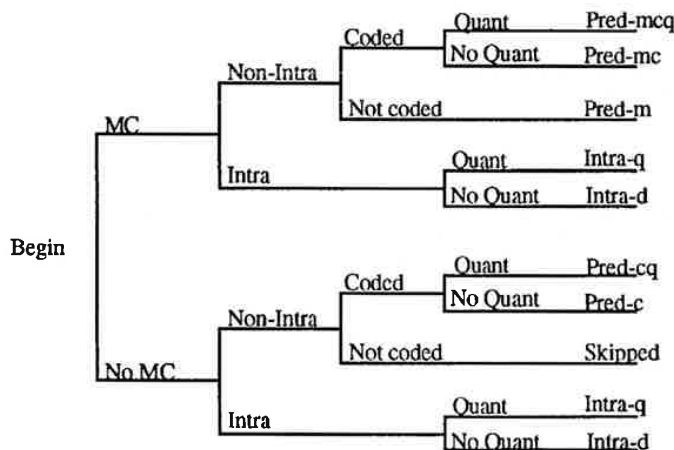 Quant Pred-mcq
Coded
No Quant Pred-mc
Non-Intra
Not coded Pred-m
MC
Quant Intra-q
Intra
No Quant Intra-d
Begin
Quant Pred-cq
Coded
No Quant Pred-c
Non-Intra
Not coded Skipped
No MC
Quant Intra-q
Intra
No Quant Intra-d